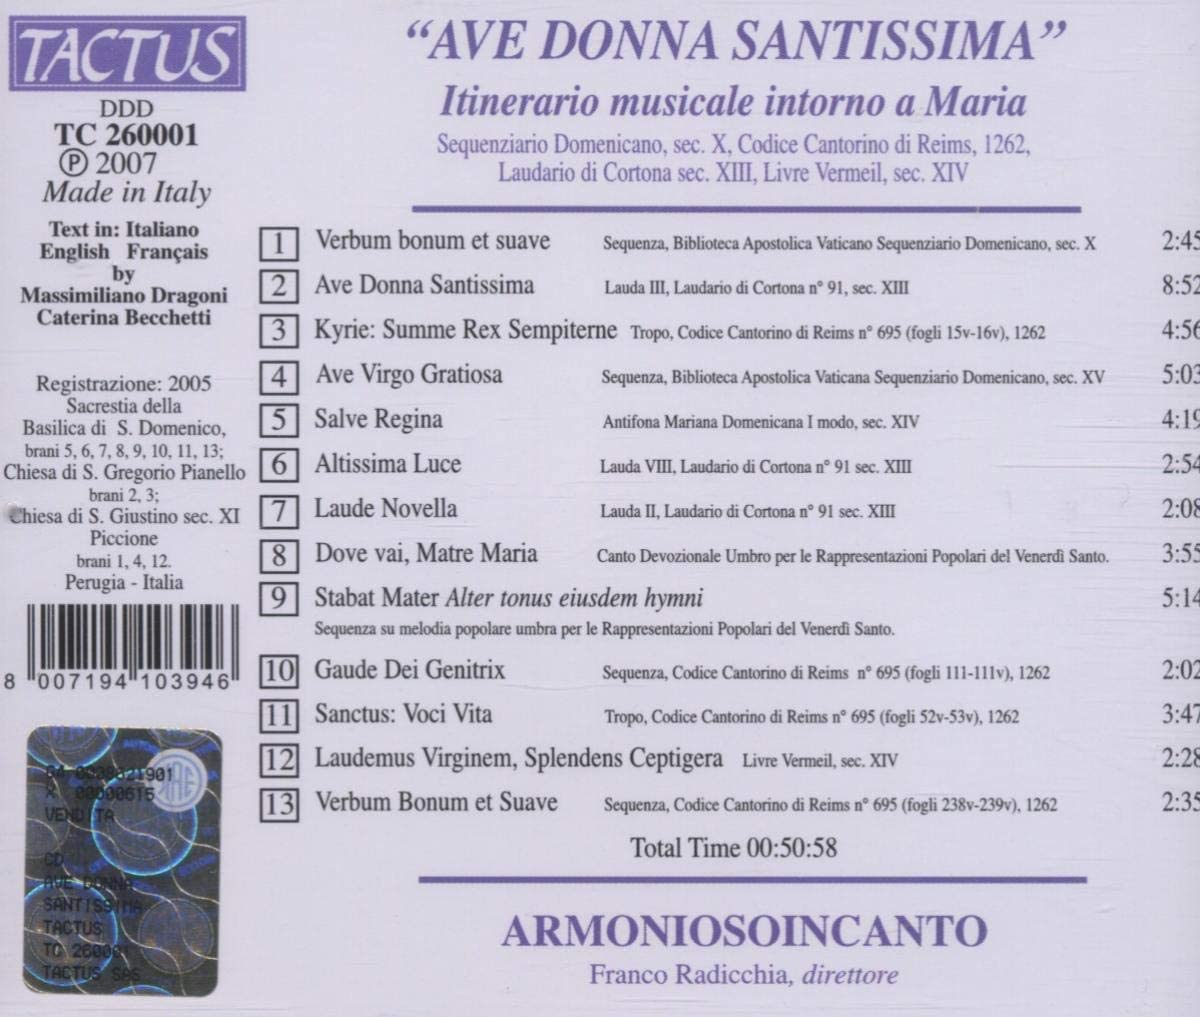 TACTUS
DDD
TC 260001
Ⓟ 2007
Made in Italy
Text in: Italiano
English Français
by
Massimiliano Dragoni
Caterina Becchetti
Registrazione: 2005
Sacrestia della
Basilica di S. Domenico,
brani 5, 6, 7, 8, 9, 10, 11, 13;
Chiesa di S. Gregorio Pianello
brani 2, 3;
Chiesa di S. Giustino sec. XI
Piccione
brani 1, 4, 12.
Perugia - Italia
8 007194 103946
VENDITA
CD
AVE DONNA
SANTISSIMA
TACTUS
TC 260001
TACTUS SAS
“AVE DONNA SANTISSIMA”
Itinerario musicale intorno a Maria
Sequenziario Domenicano, sec. X, Codice Cantorino di Reims, 1262,
Laudario di Cortona sec. XIII, Livre Vermeil, sec. XIV
1 Verbum bonum et suave Sequenza, Biblioteca Apostolica Vaticano Sequenziario Domenicano, sec. X 2:45
2 Ave Donna Santissima Lauda III, Laudario di Cortona n° 91, sec. XIII 8:52
3 Kyrie: Summe Rex Sempiterne Tropo, Codice Cantorino di Reims n° 695 (fogli 15v-16v), 1262 4:56
4 Ave Virgo Gratiosa Sequenza, Biblioteca Apostolica Vaticana Sequenziario Domenicano, sec. XV 5:03
5 Salve Regina Antifona Mariana Domenicana I modo, sec. XIV 4:19
6 Altissima Luce Lauda VIII, Laudario di Cortona n° 91 sec. XIII 2:54
7 Laude Novella Lauda II, Laudario di Cortona n° 91 sec. XIII 2:08
8 Dove vai, Matre Maria Canto Devozionale Umbro per le Rappresentazioni Popolari del Venerdì Santo. 3:55
9 Stabat Mater Alter tonus eiusdem hymni 5:14
Sequenza su melodia popolare umbra per le Rappresentazioni Popolari del Venerdì Santo.
10 Gaude Dei Genitrix Sequenza, Codice Cantorino di Reims n° 695 (fogli 111-111v), 1262 2:02
11 Sanctus: Voci Vita Tropo, Codice Cantorino di Reims n° 695 (fogli 52v-53v), 1262 3:47
12 Laudemus Virginem, Splendens Ceptigera Livre Vermeil, sec. XIV 2:28
13 Verbum Bonum et Suave Sequenza, Codice Cantorino di Reims n° 695 (fogli 238v-239v), 1262 2:35
Total Time 00:50:58
ARMONIOSOINCANTO
Franco Radicchia, direttore